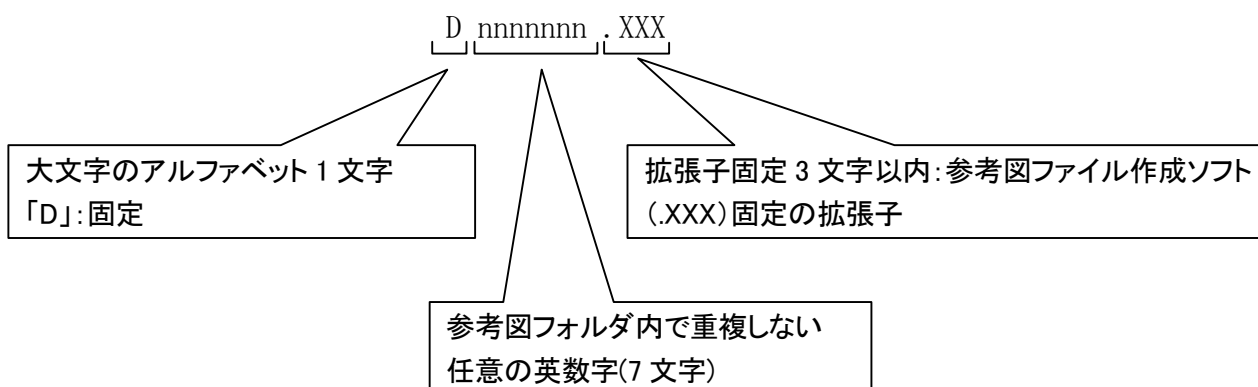 D nnnnnnn .XXX
大文字のアルファベット 1 文字
「D」:固定
拡張子固定 3 文字以内:参考図ファイル作成ソフト
(.XXX)固定の拡張子
参考図フォルダ内で重複しない
任意の英数字(7 文字)